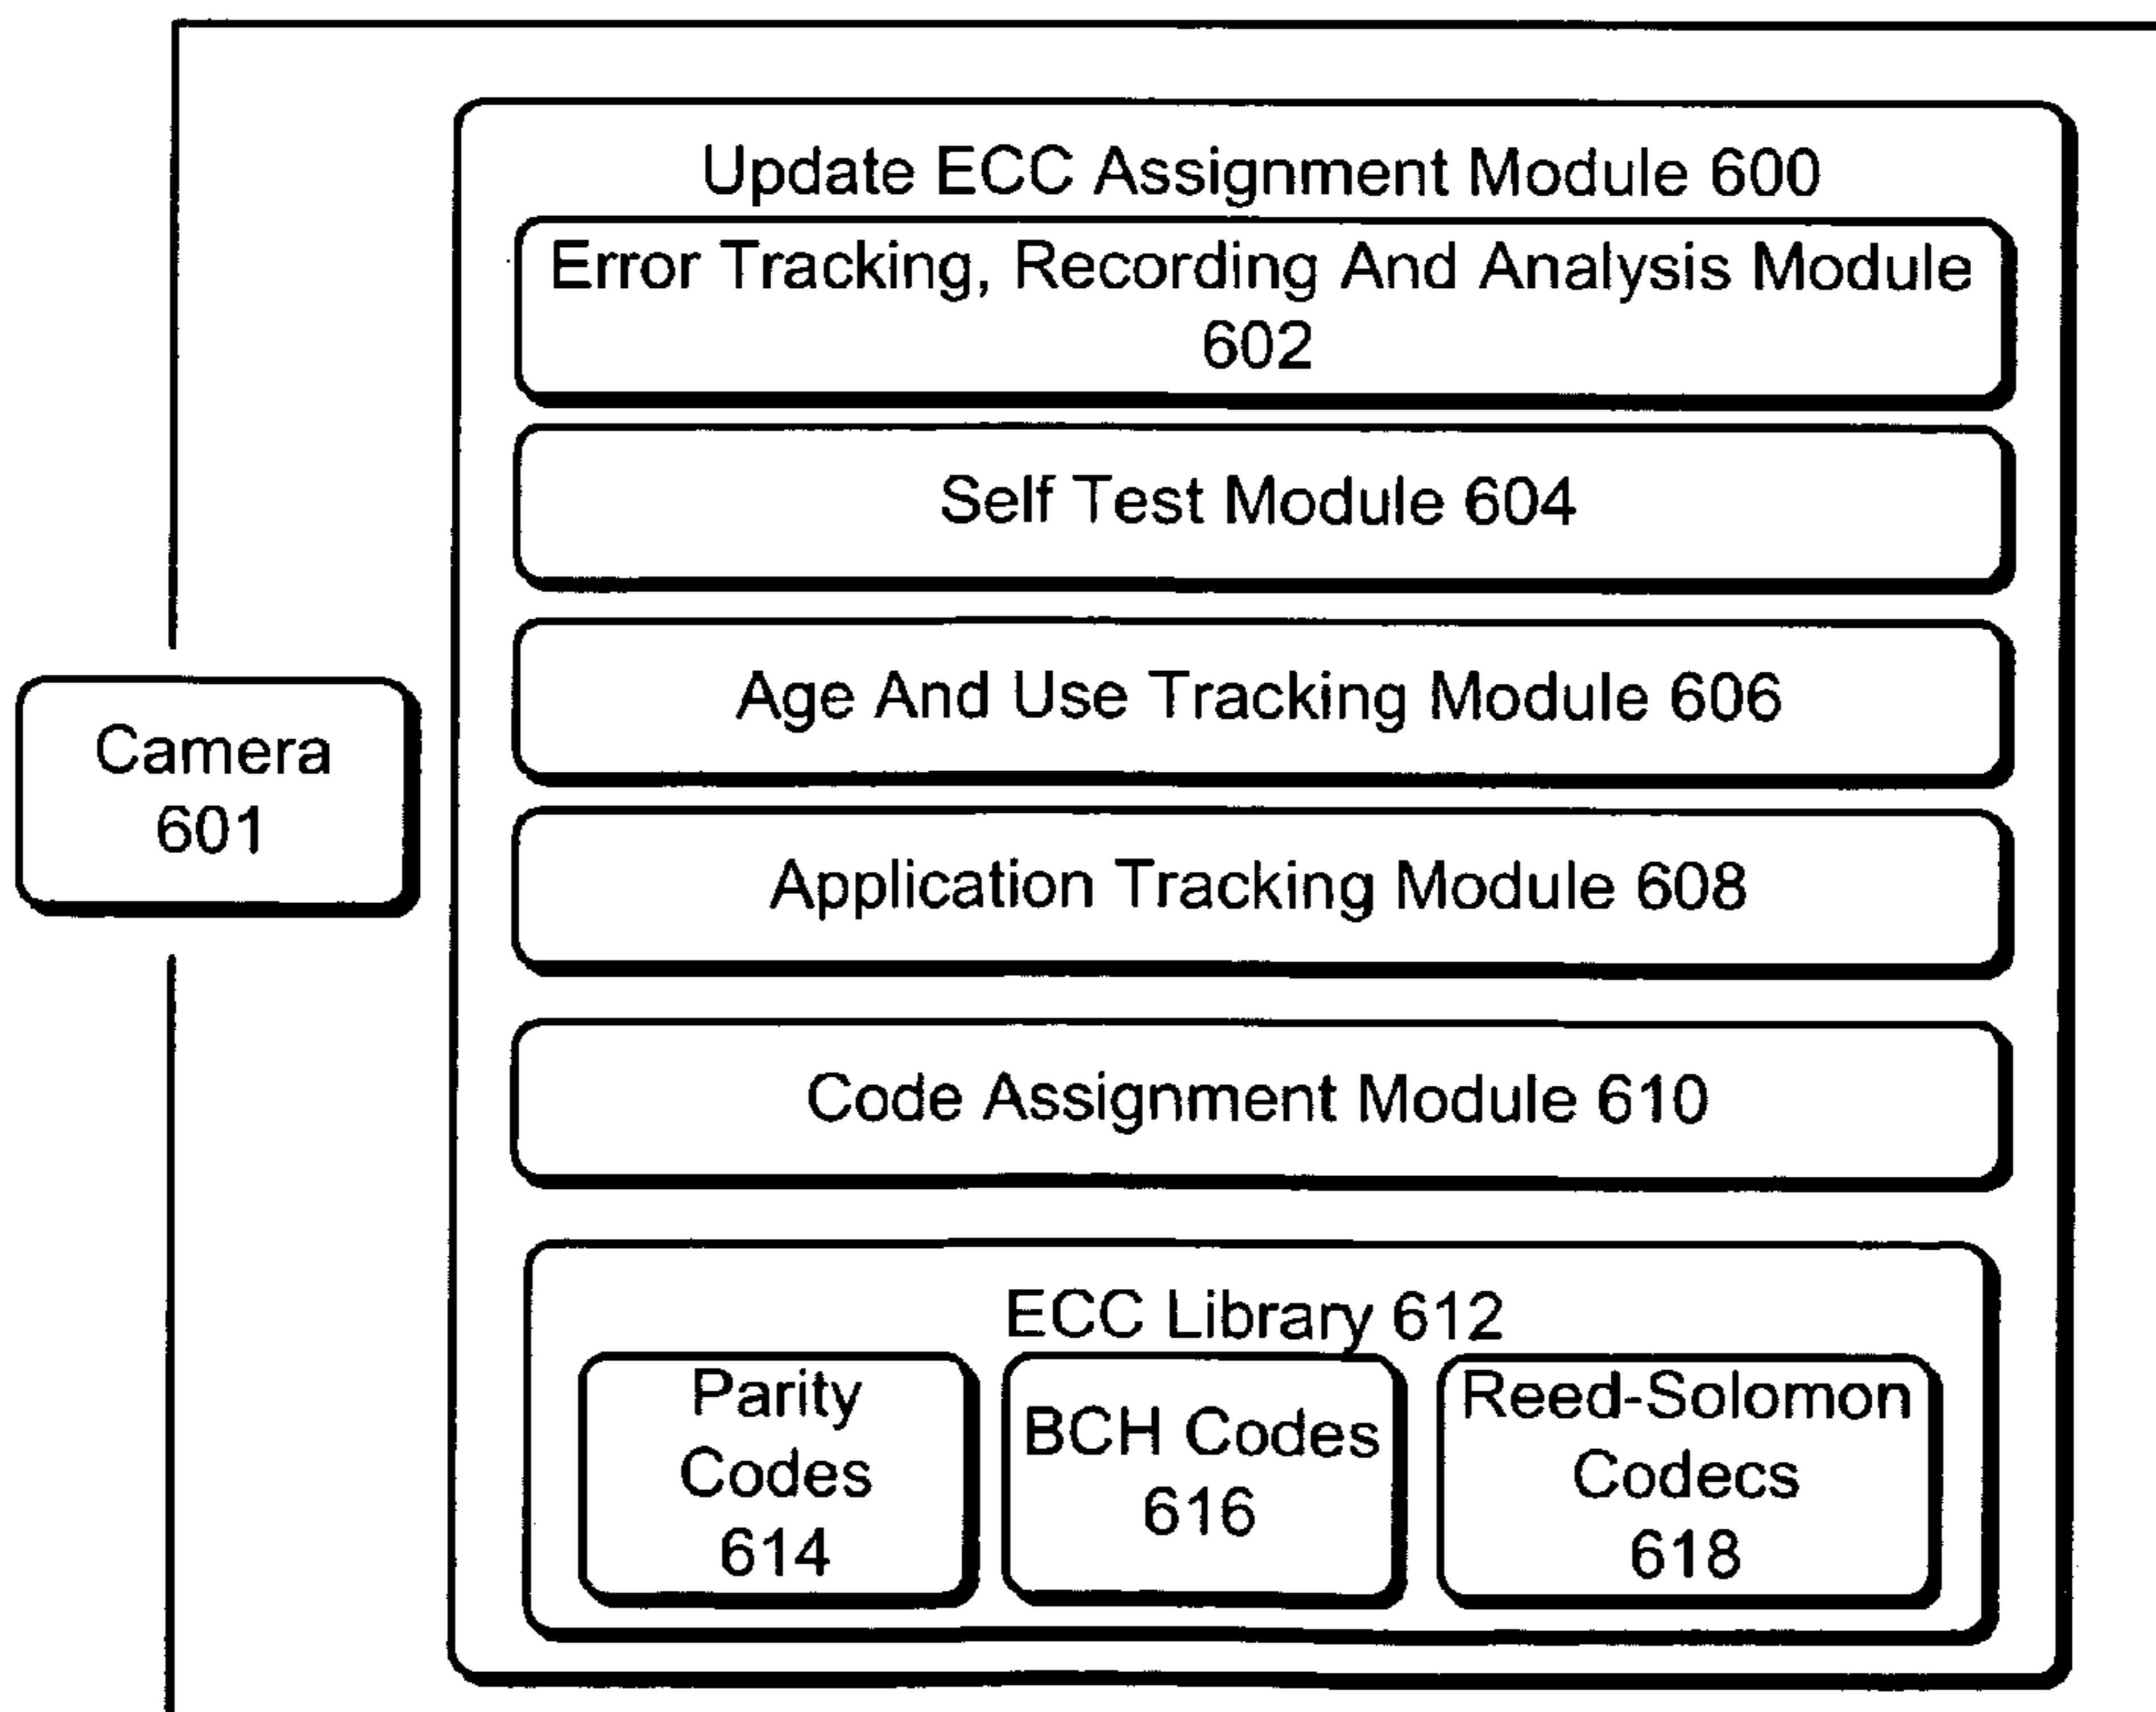 Update ECC Assignment Module 600
Error Tracking, Recording And Analysis Module
602
Self Test Module 604
Age And Use Tracking Module 606
Camera
601
Application Tracking Module 608
Code Assignment Module 610
ECC Library 612
Parity
Codes
614
BCH Codes
616
Reed-Solomon
Codecs
618